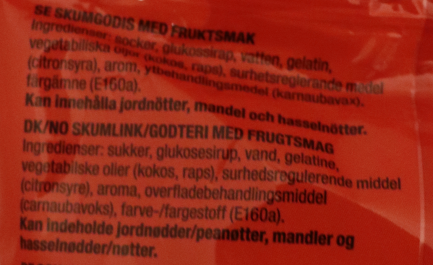 SE SKUMGODIS MED FRUKTSMAK
Ingredienser: socker, glukossirap, vatten, gelatin,
vegetabiliska oljor (kokos, raps), surhetsreglerande medel
(citronsyra), arom, ytbehandlingsmedel (karnaubavax),
färgämne (E160a).
Kan innehålla jordnötter, mandel och hasselnötter.
DK/NO SKUMLINK/GODTERI MED FRUGTSMAG
Ingredienser: sukker, glukosesirup, vand, gelatine,
vegetabilske olier (kokos, raps), surhedsregulerende middel
(citronsyre), aroma, overfladebehandlingsmiddel
(carnaubavoks), farve-/fargestoff (E160a).
Kan indeholde jordnødder/peanøtter, mandler og
hasselnødder/nøtter.